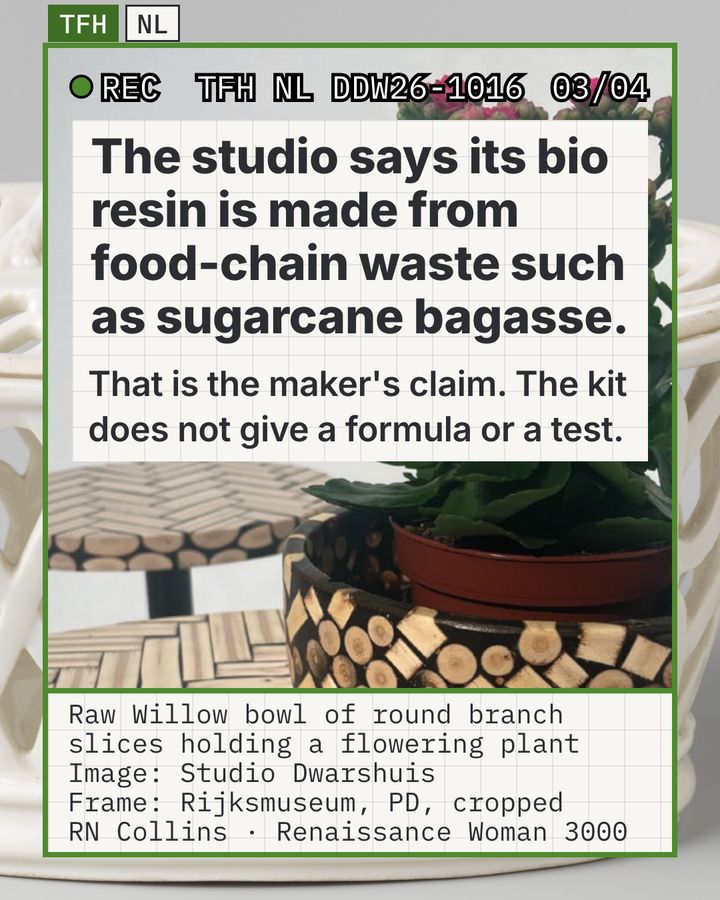 TFH NL
REC TFH NL DDW26-1016 03/04
The studio says its bio
resin is made from
food-chain waste such
as sugarcane bagasse.
That is the maker's claim. The kit
does not give a formula or a test.
Raw Willow bowl of round branch
slices holding a flowering plant
Image: Studio Dwarshuis
Frame: Rijksmuseum, PD, cropped
RN Collins · Renaissance Woman 3000